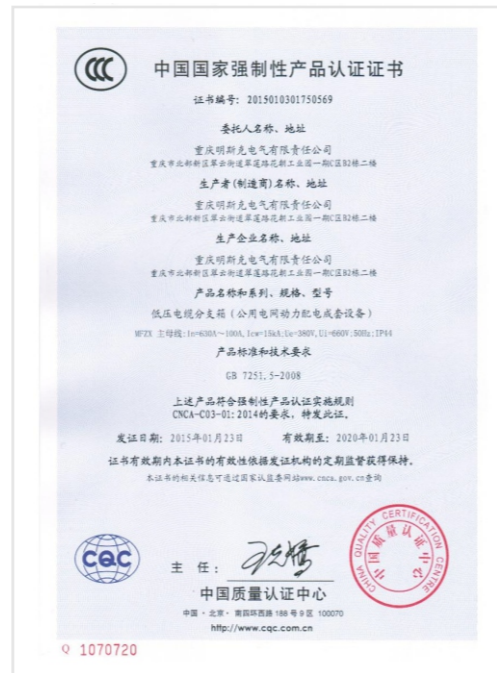 中国国家强制性产品认证证书
证书编号：2015010301750569
委托人名称、地址
重庆明斯克电气有限责任公司
重庆市北部新区翠云街道翠莲路花朝工业园一期C区B2栋二楼
生产者(制造商)名称、地址
重庆明斯克电气有限责任公司
重庆市北部新区翠云街道翠莲路花朝工业园一期C区B2栋二楼
生产企业名称、地址
重庆明斯克电气有限责任公司
重庆市北部新区翠云街道翠莲路花朝工业园一期C区B2栋二楼
产品名称和系列、规格、型号
低压电缆分支箱（公用电网动力配电成套设备）
MFZX 主母线:In=630A～100A,Icw=15kA;Ue=380V,Ui=660V;50Hz;IP44
产品标准和技术要求
GB 7251.5-2008
上述产品符合强制性产品认证实施规则
CNCA-C03-01:2014的要求，特发此证。
发证日期：2015年01月23日 有效期至：2020年01月23日
证书有效期内本证书的有效性依据发证机构的定期监督获得保持。
本证书的相关信息可通过国家认监委网站www.cnca.gov.cn查询
CQC
主任：
CHINA QUALITY CERTIFICATION CENTRE
中国质量认证中心
中国质量认证中心
中国·北京·南四环西路188号9区 100070
http://www.cqc.com.cn
Q 1070720